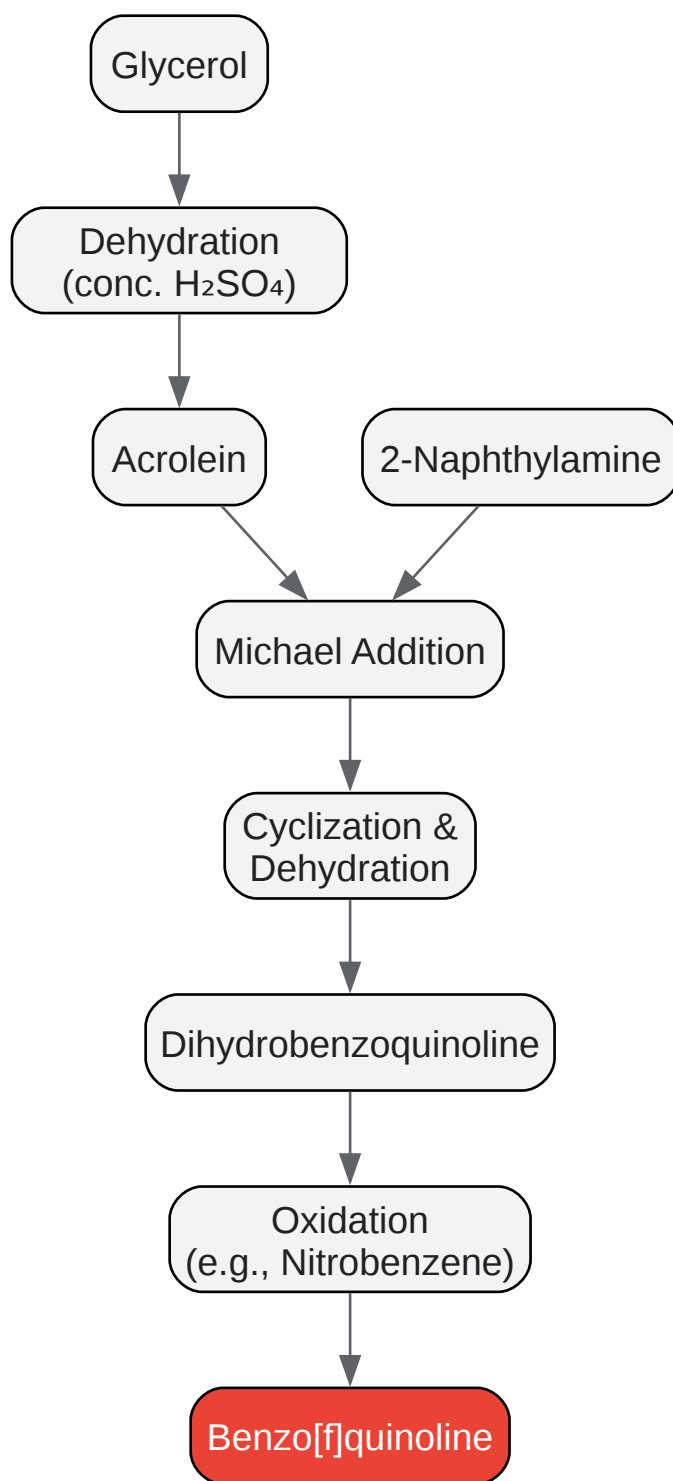 Glycerol
Dehydration
(conc. H₂SO₄)
Acrolein
2-Naphthylamine
Michael Addition
Cyclization &
Dehydration
Dihydrobenzoquinoline
Oxidation
(e.g., Nitrobenzene)
Benzo[f]quinoline